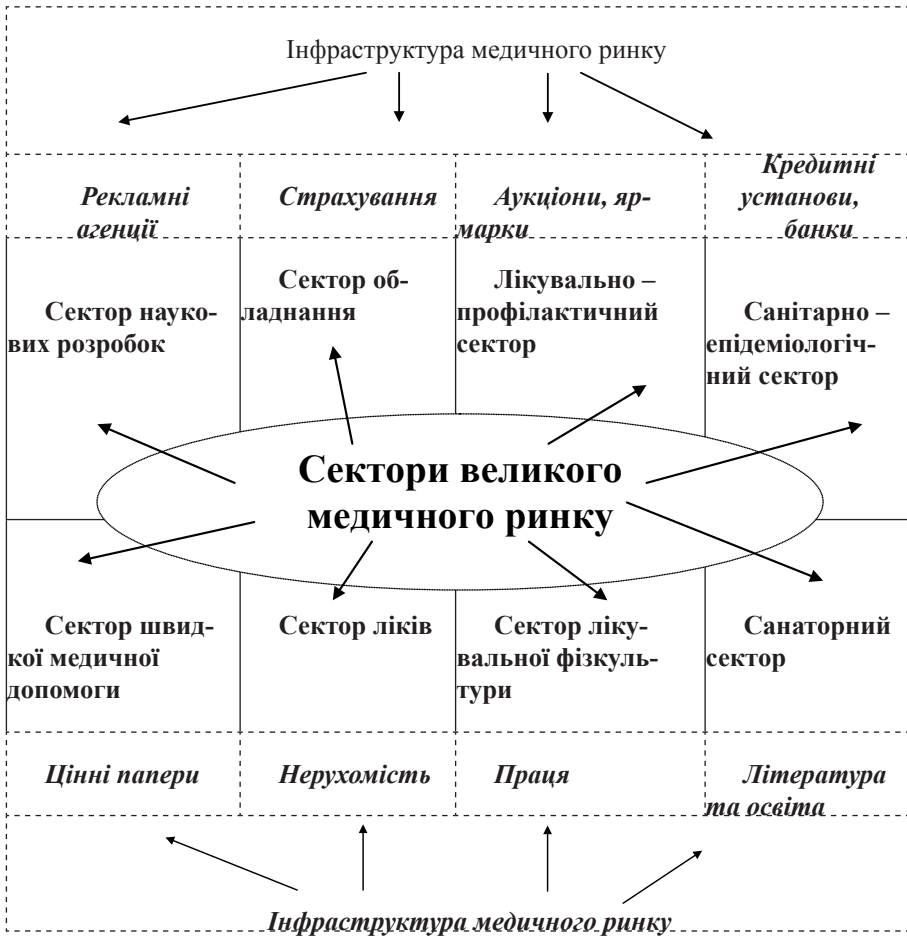 Інфраструктура медичного ринку
Рекламні
агенції
Страхування
Аукціони, яр-
марки
Кредитні
установи,
банки
Сектор науко-
вих розробок
Сектор об-
ладнання
Лікувально –
профілактичний
сектор
Санітарно –
епідеміологіч-
ний сектор
Сектори великого
медичного ринку
Сектор швид-
кої медичної
допомоги
Сектор ліків
Сектор ліку-
вальної фізкуль-
тури
Санаторний
сектор
Цінні папери
Нерухомість
Праця
Література
та освіта
Інфраструктура медичного ринку